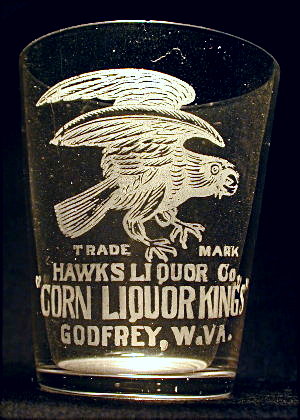 TRADE MARK
HAWKS LIQUOR CO.
"CORN LIQUOR KINGS"
GODFREY, W.VA.